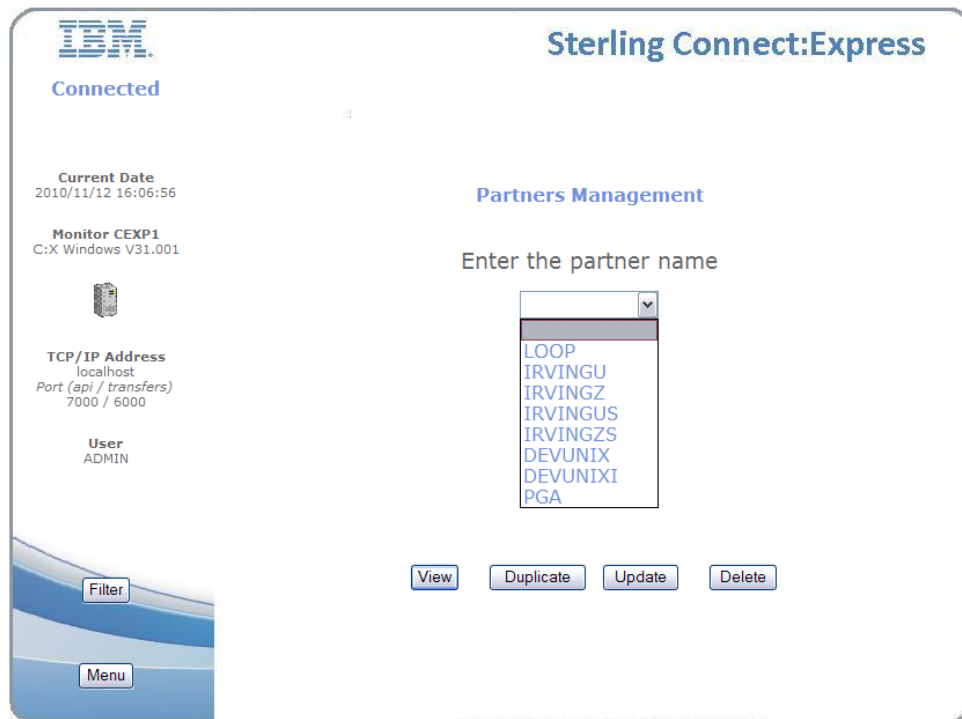 IBM.
Sterling Connect:Express
Connected
Current Date
2010/11/12 16:06:56
Monitor CEXP1
C:X Windows V31.001
TCP/IP Address
localhost
Port (api / transfers)
7000 / 6000
User
ADMIN
Filter
Menu
Partners Management
Enter the partner name
LOOP
IRVINGU
IRVINGZ
IRVINGUS
IRVINGZS
DEVUNIX
DEVUNIXI
PGA
View Duplicate Update Delete